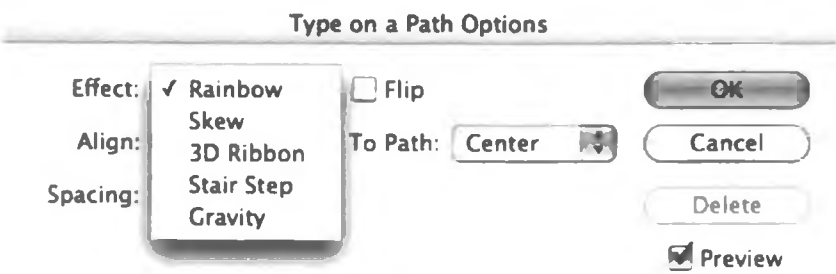 Type on a Path Options
Effect: ✓ Rainbow Flip OK
Skew
Align: 3D Ribbon To Path: Center Cancel
Spacing: Stair Step Delete
Gravity
Preview